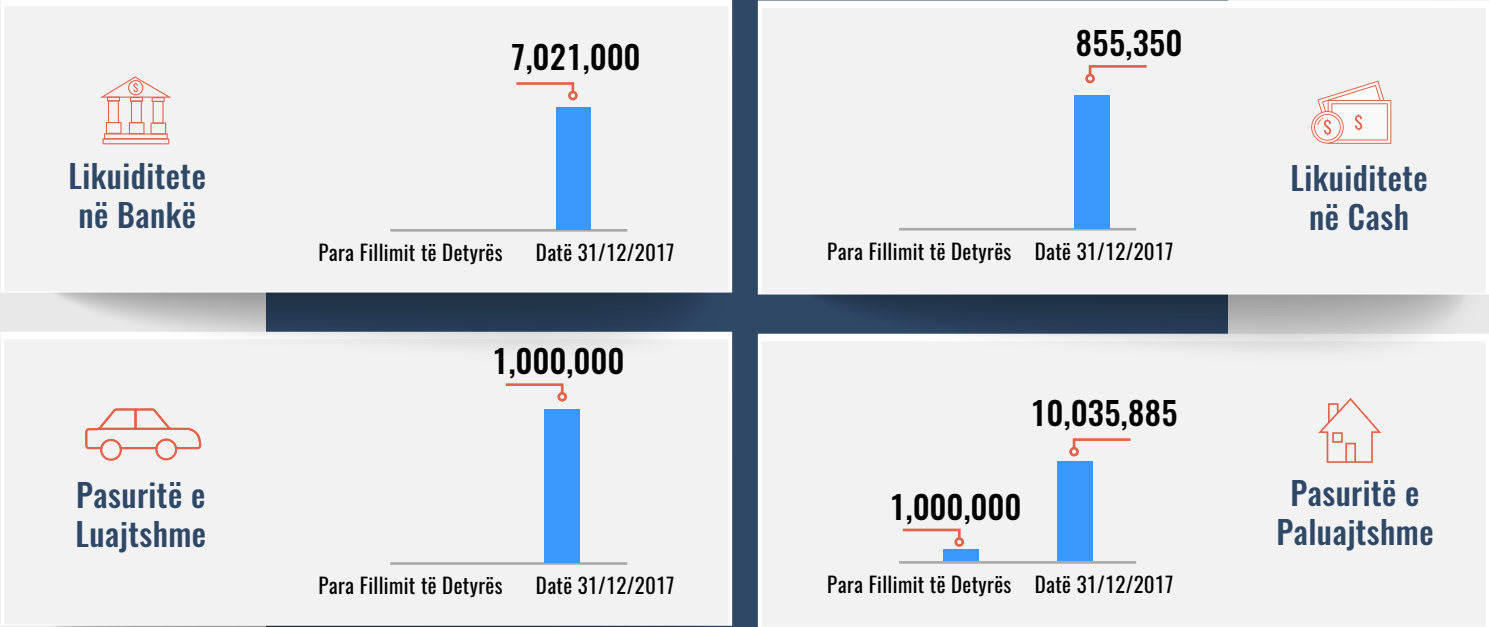 7,021,000
Likuiditete
në Bankë
Para Fillimit të Detyrës
Datë 31/12/2017
855,350
$
$
Likuiditete
në Cash
Para Fillimit të Detyrës
Datë 31/12/2017
1,000,000
Pasuritë e
Luajtshme
Para Fillimit të Detyrës
Datë 31/12/2017
10,035,885
1,000,000
Pasuritë e
Paluajtshme
Para Fillimit të Detyrës
Datë 31/12/2017